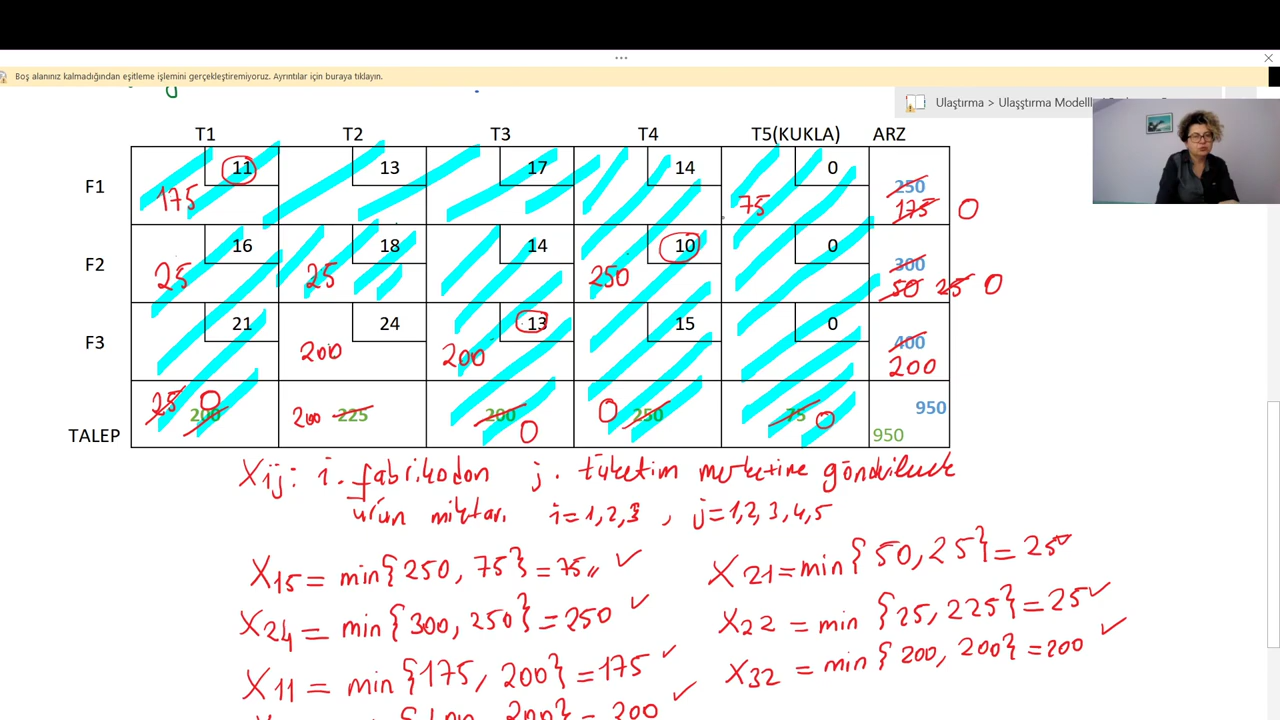 Boş alanınız kalmadığından eşitleme işlemini gerçekleştiremiyoruz. Ayrıntılar için buraya tıklayın.
Ulaştırma > Ulaşştırma Modelll
T1 T2 T3 T4 T5(KUKLA) ARZ
F1 11 13 17 14 0 250
175 75 175 0
F2 16 18 14 10 0 300
25 25 250 50 25 0
F3 21 24 13 15 0 400
200 200 200
25 0 200 200 225 200 0 0 250 75 0 950
TALEP 950
Xij: i. fabrikadan j. tüketim merkezine gönderilecek
ürün miktarı i=1,2,3 , j=1,2,3,4,5
X15 = min{250, 75} = 75,, ✓
X24 = min{300, 250} = 250 ✓
X11 = min{175, 200} = 175 ✓
X21 = min{50, 25} = 25 ✓
X22 = min {25, 225} = 25 ✓
X32 = min{200, 200} = 200 ✓